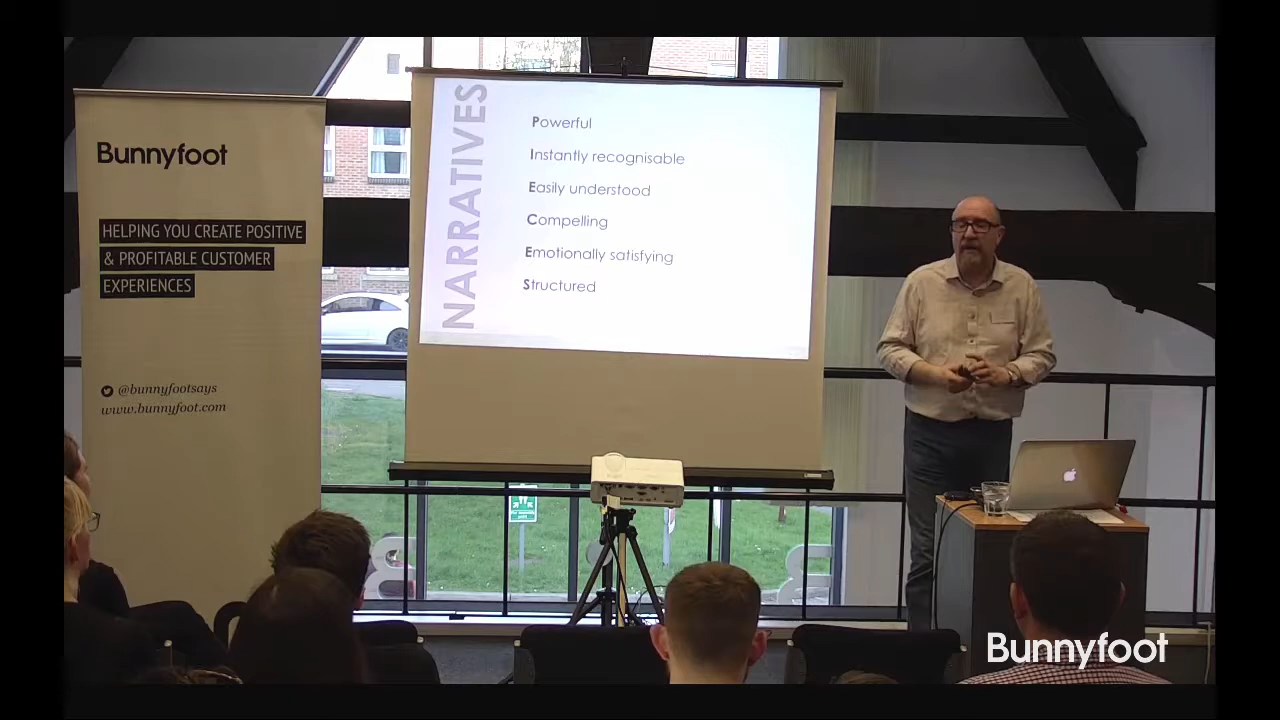 Bunnyfoot
HELPING YOU CREATE POSITIVE
& PROFITABLE CUSTOMER
EXPERIENCES
@bunnyfootsays
www.bunnyfoot.com
NARRATIVES
Powerful
Instantly recognisable
Easily understood
Compelling
Emotionally satisfying
Structured
Bunnyfoot